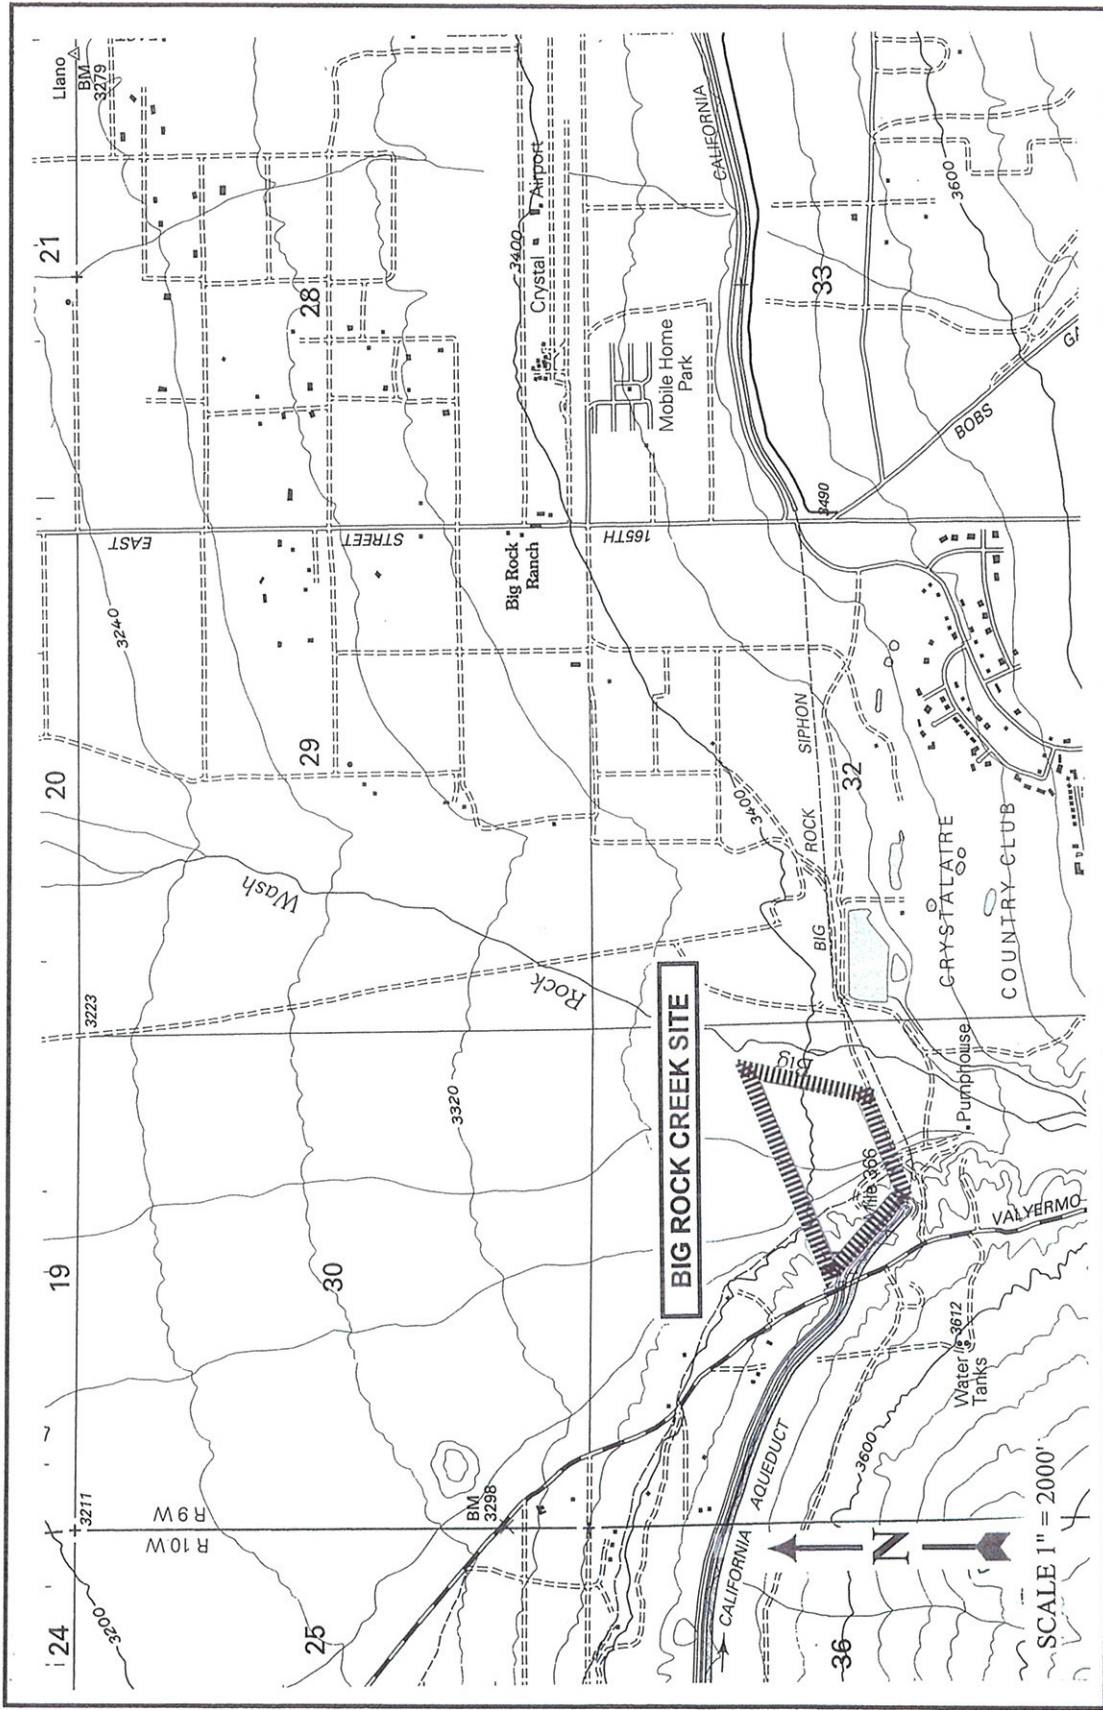 24
3200
3211
R10W
R9W
19
3223
20
21
Llano
BM
3279
25
30
29
28
3240
EAST
STREET
165TH
Wash
Rock
Big
3320
BM
3298
Big Rock
Ranch
3400
Crystal Airport
Mobile Home
Park
BIG ROCK CREEK SITE
3400
BIG ROCK SIPHON
CALIFORNIA
32
33
3490
BOBS
3600
CALIFORNIA AQUEDUCT
36
N
3600
Water
Tanks
3612
VALYERMO
Pumphouse
CRYSTALAIRE
COUNTRY CLUB
SCALE 1" = 2000'